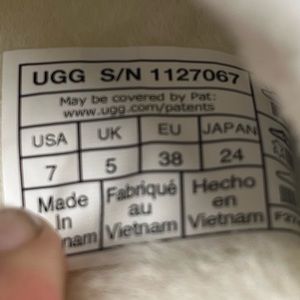 UGG S/N 1127067
May be covered by Pat:
www.ugg.com/patents
USA UK EU JAPAN
7 5 38 24
Made Fabriqué Hecho
In au en
nam Vietnam Vietnam